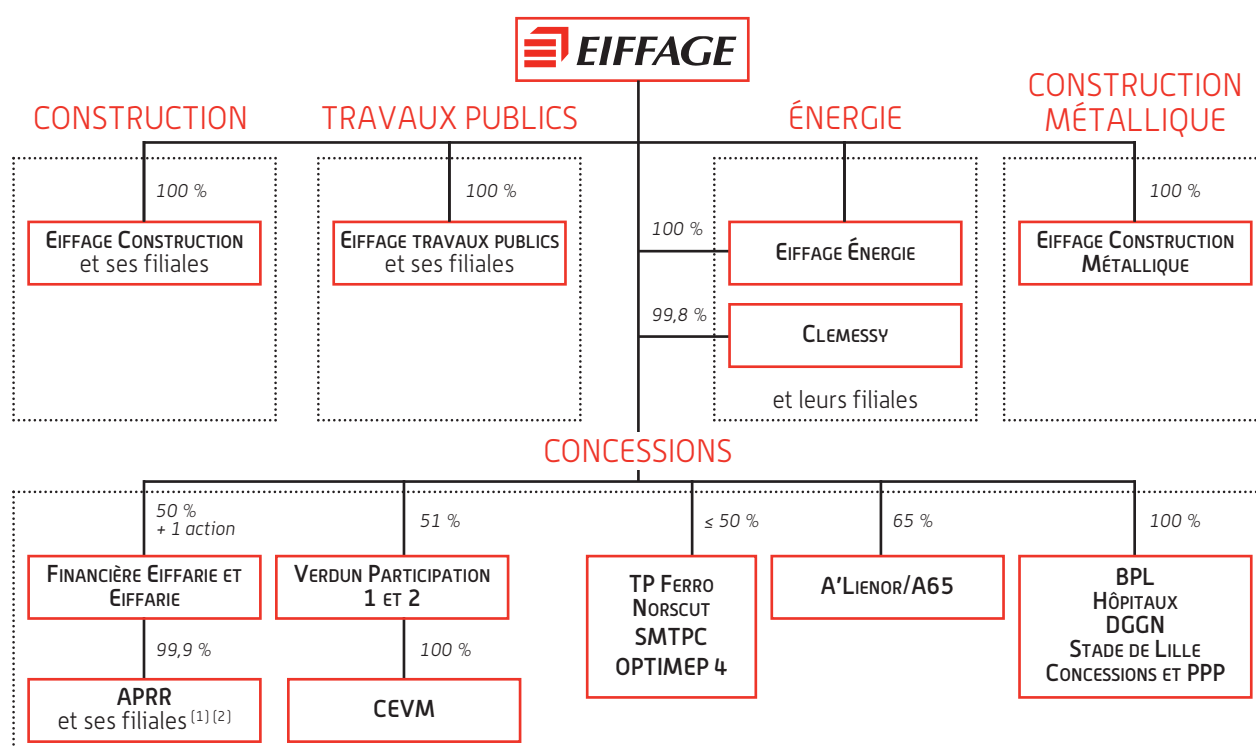 EIFFAGE
CONSTRUCTION
TRAVAUX PUBLICS
ÉNERGIE
CONSTRUCTION
MÉTALLIQUE
100 %
EIFFAGE CONSTRUCTION
et ses filiales
100 %
EIFFAGE TRAVAUX PUBLICS
et ses filiales
100 %
EIFFAGE ÉNERGIE
99,8 %
CLEMESSY
et leurs filiales
100 %
EIFFAGE CONSTRUCTION
MÉTALLIQUE
CONCESSIONS
50 %
+ 1 action
FINANCIÈRE EIFFARIE ET
EIFFARIE
99,9 %
APRR
et ses filiales (1) (2)
51 %
VERDUN PARTICIPATION
1 ET 2
100 %
CEVM
≤ 50 %
TP FERRO
NORSCUT
SMTPC
OPTIMEP 4
65 %
A'LIENOR/A65
100 %
BPL
HÔPITAUX
DGGN
STADE DE LILLE
CONCESSIONS ET PPP